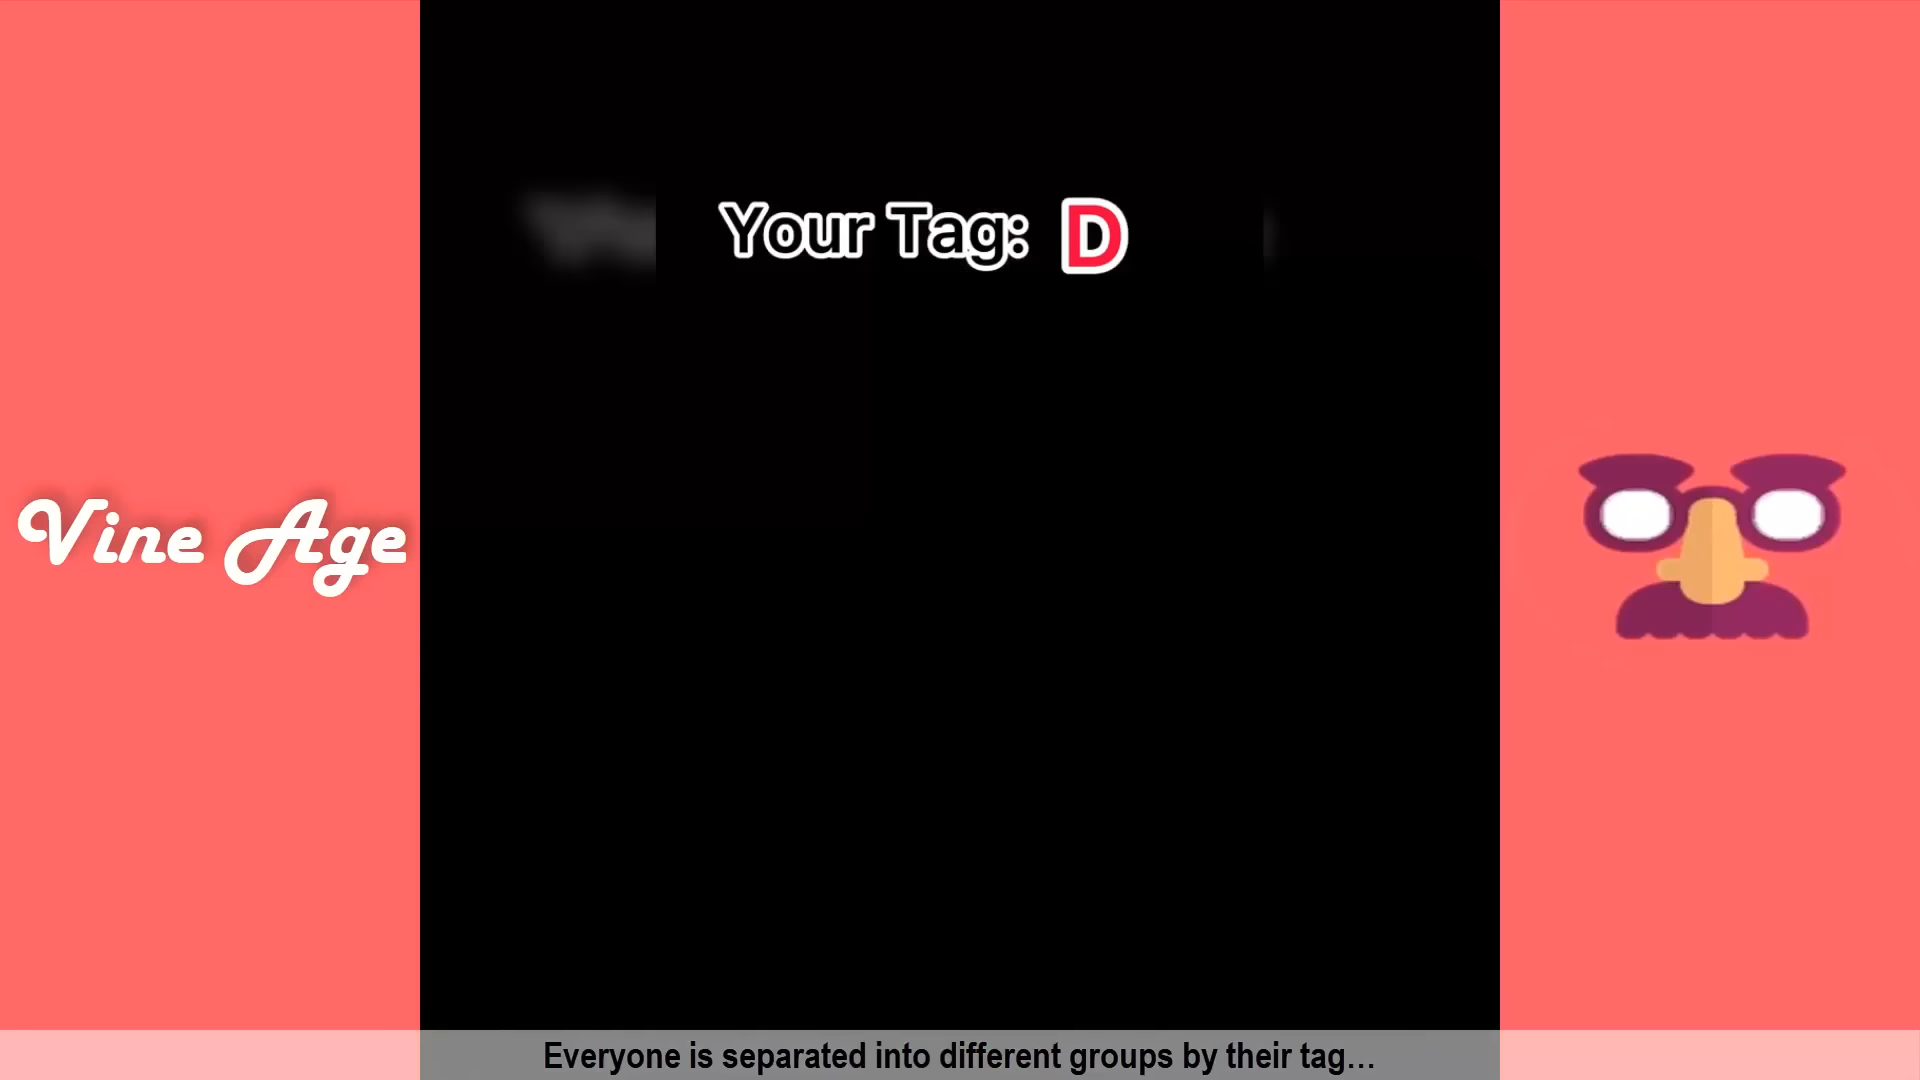 Your Tag: D
Vine Age
Everyone is separated into different groups by their tag…